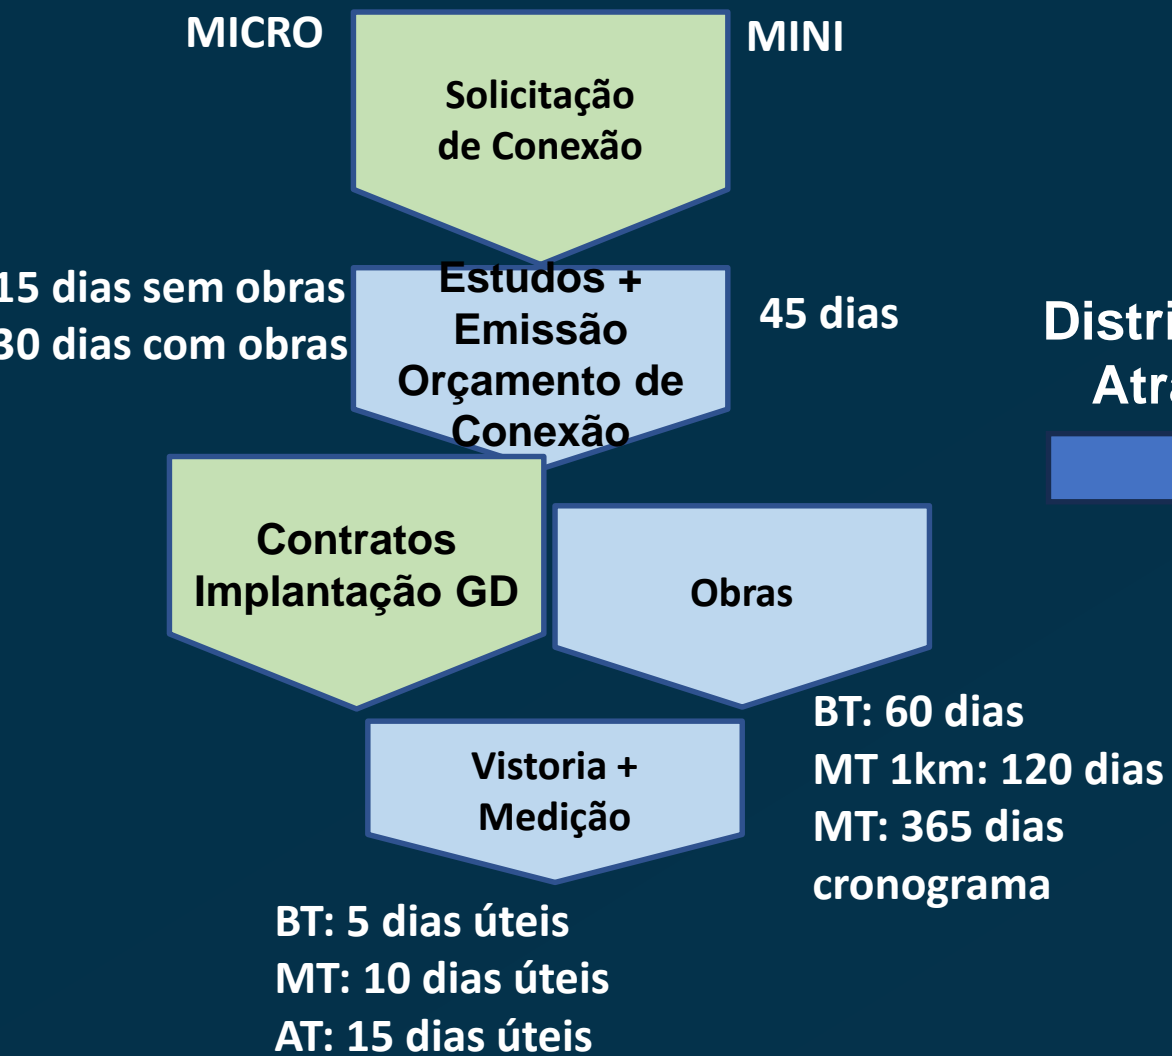 MICRO
MINI
Solicitação
de Conexão
15 dias sem obras
30 dias com obras
Estudos +
Emissão
Orçamento de
Conexão
45 dias
Distri
Atra
Contratos
Implantação GD
Obras
BT: 60 dias
MT 1km: 120 dias
MT: 365 dias
cronograma
Vistoria +
Medição
BT: 5 dias úteis
MT: 10 dias úteis
AT: 15 dias úteis